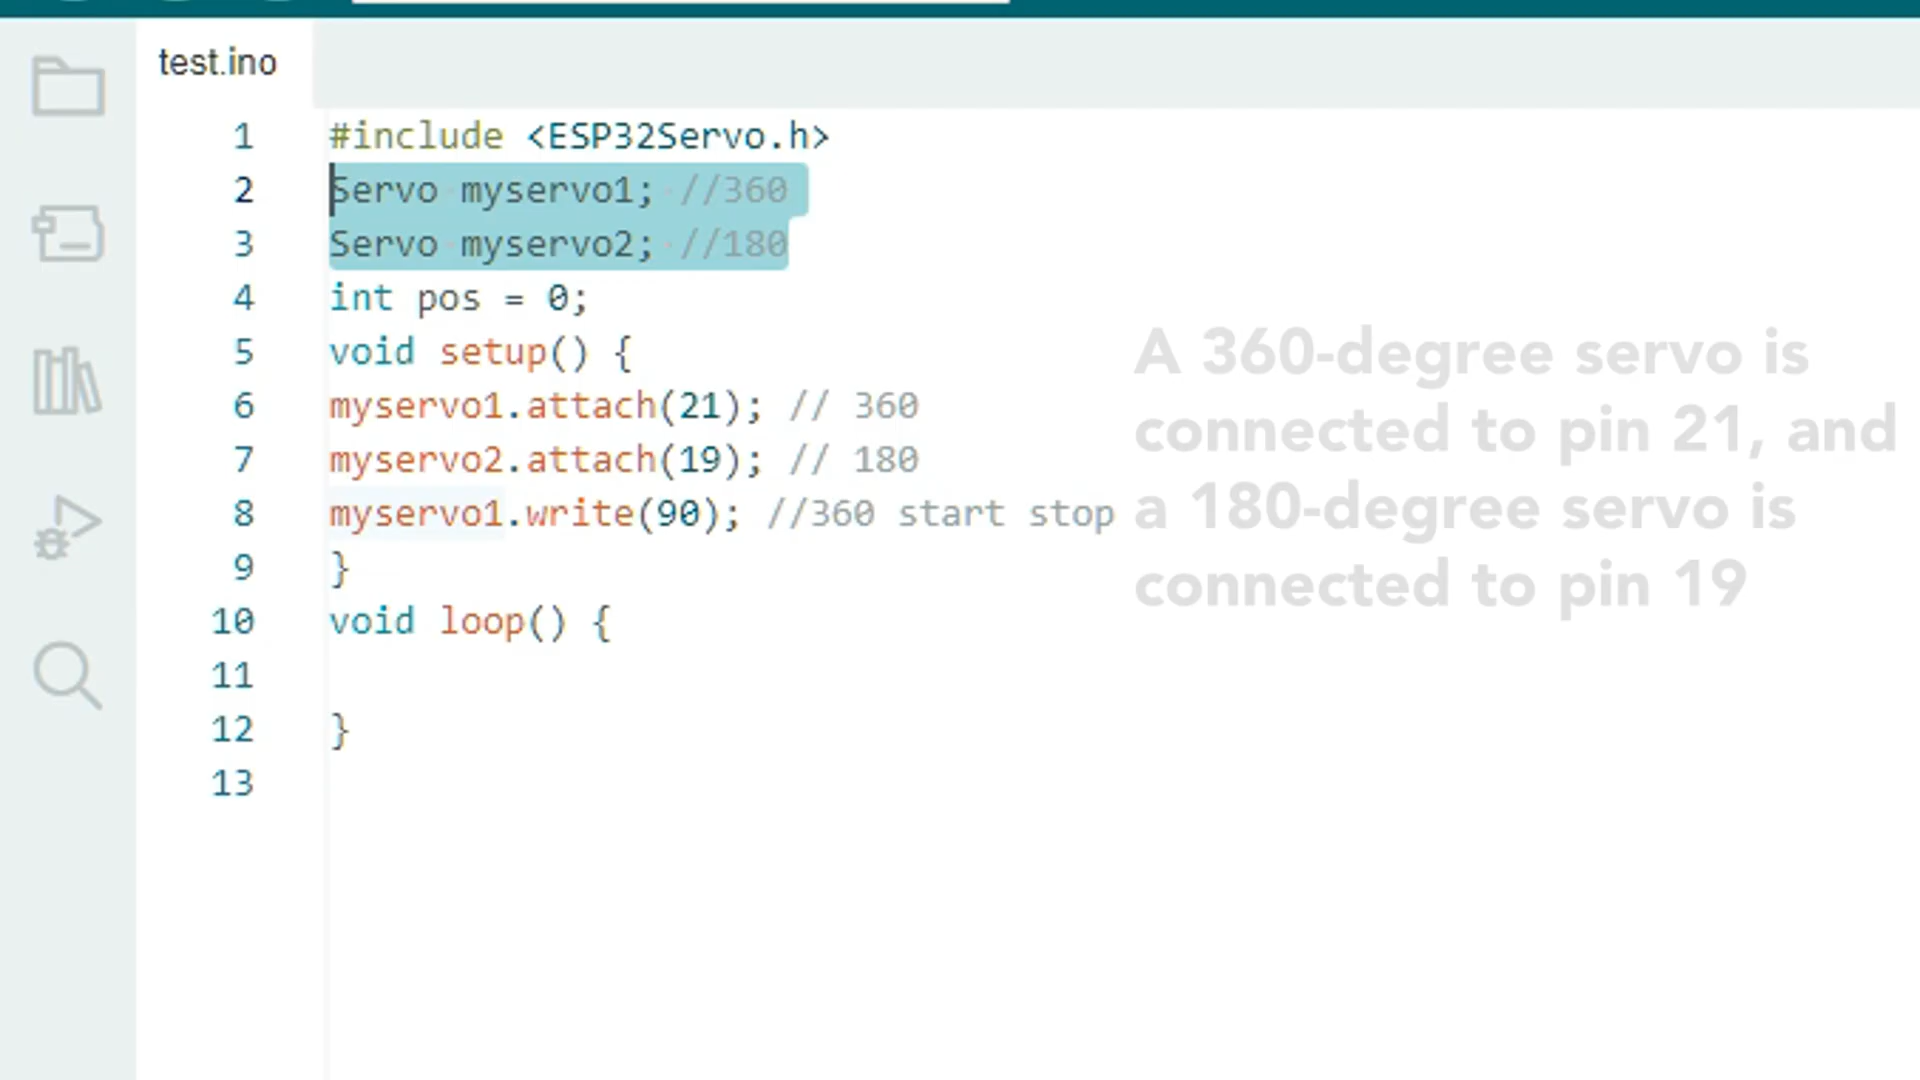 test.ino
1 #include <ESP32Servo.h>
2 Servo myservo1; //360
3 Servo myservo2; //180
4 int pos = 0;
5 void setup() {
6 myservo1.attach(21); // 360
7 myservo2.attach(19); // 180
8 myservo1.write(90); //360 start stop
9 }
10 void loop() {
11
12 }
13
A 360-degree servo is
connected to pin 21, and
a 180-degree servo is
connected to pin 19